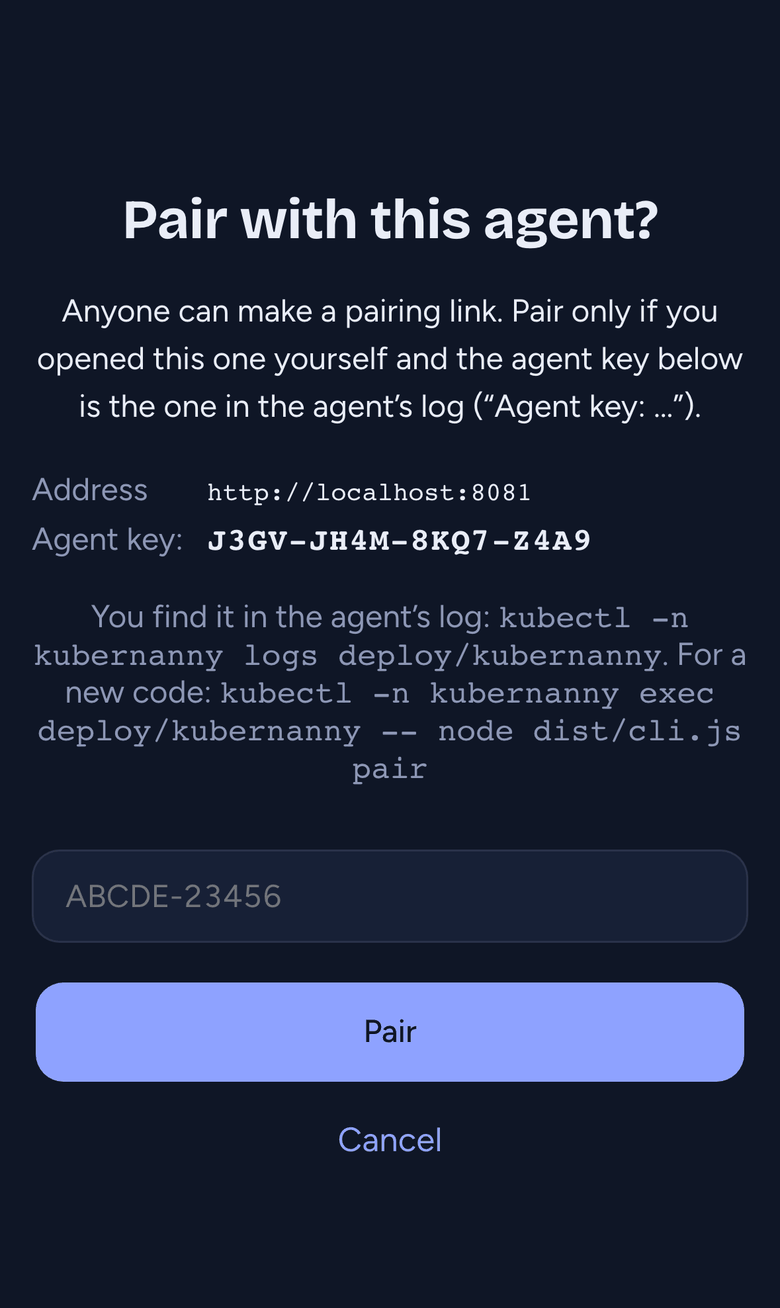 Pair with this agent?
Anyone can make a pairing link. Pair only if you
opened this one yourself and the agent key below
is the one in the agent’s log (“Agent key: …”).
Address http://localhost:8081
Agent key: J3GV-JH4M-8KQ7-Z4A9
You find it in the agent’s log: kubectl -n
kubernanny logs deploy/kubernanny. For a
new code: kubectl -n kubernanny exec
deploy/kubernanny -- node dist/cli.js
pair
ABCDE-23456
Pair
Cancel